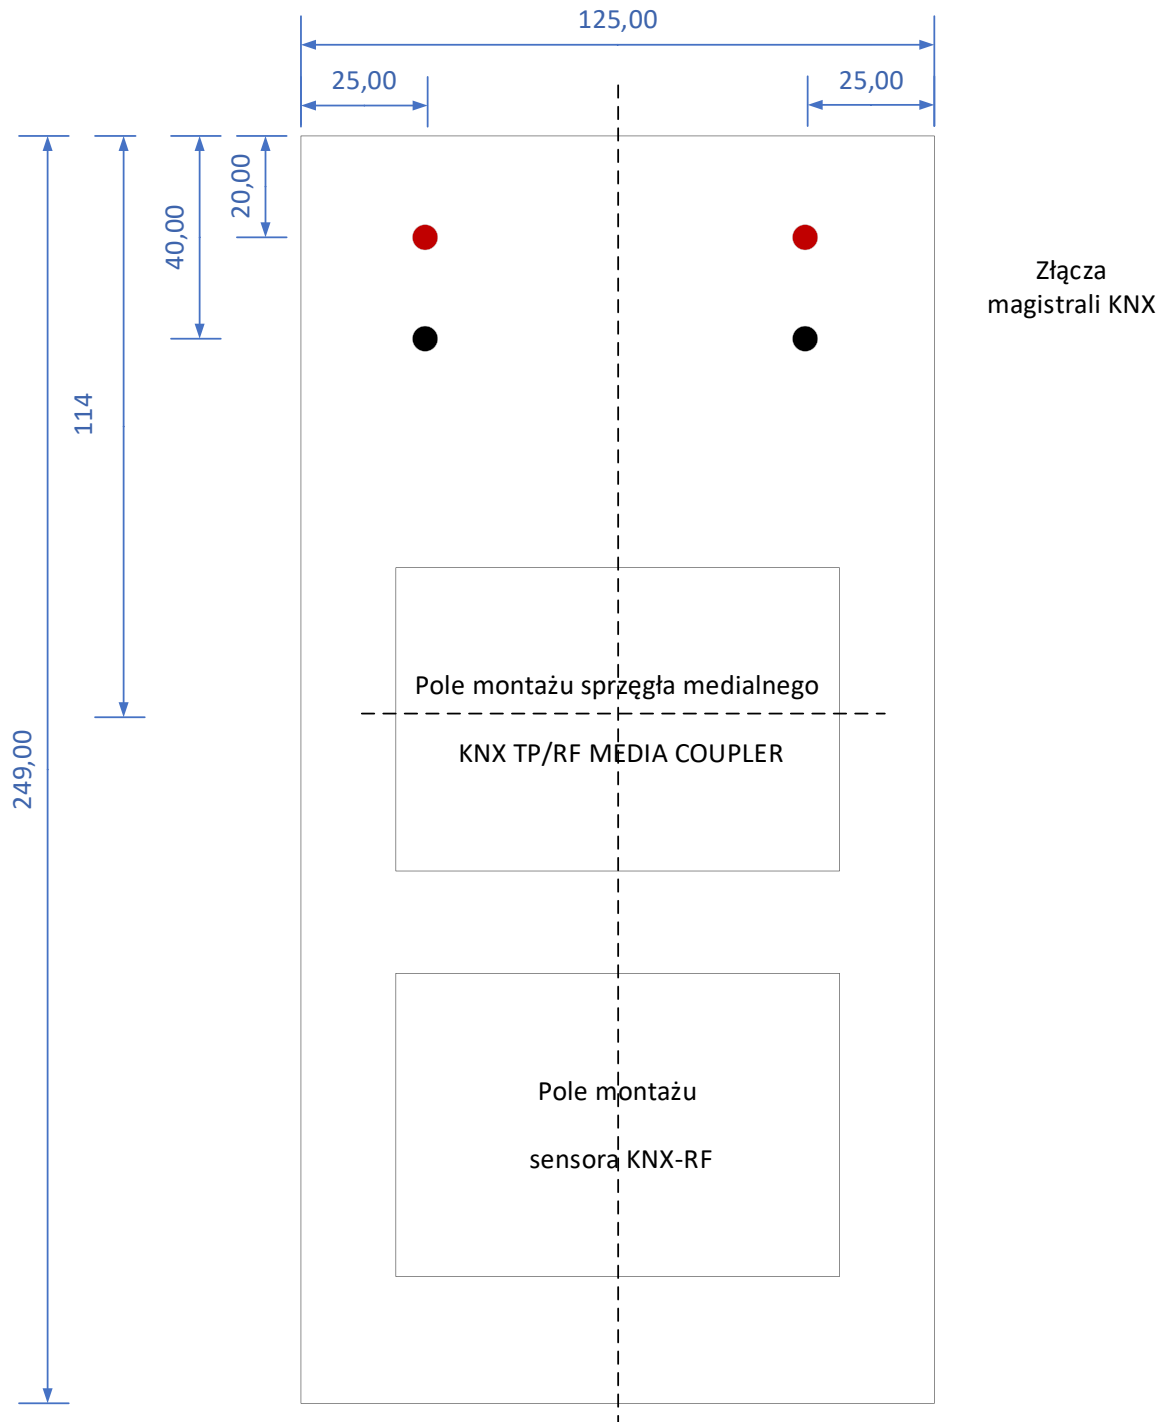 125,00
25,00
25,00
20,00
40,00
114
249,00
Złącza
magistrali KNX
Pole montażu sprzęgła medialnego
KNX TP/RF MEDIA COUPLER
Pole montażu
sensora KNX-RF